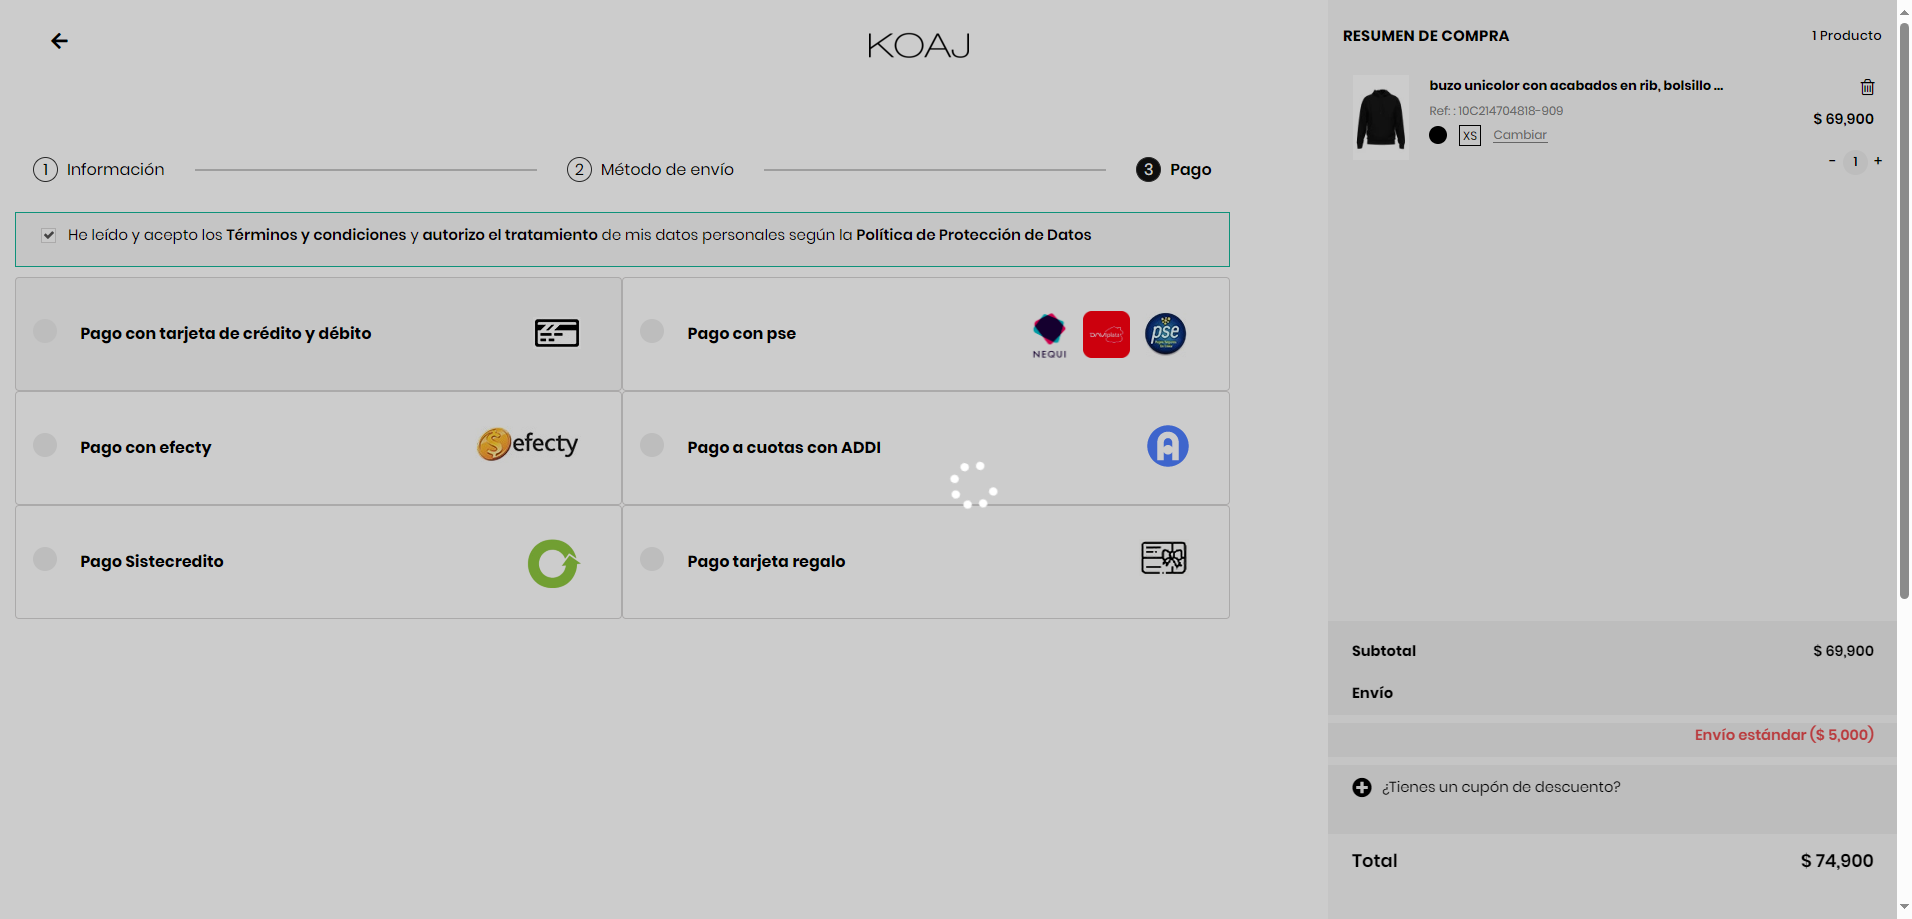 KOAJ
1 Información
2 Método de envío
3 Pago
He leído y acepto los Términos y condiciones y autorizo el tratamiento de mis datos personales según la Política de Protección de Datos
Pago con tarjeta de crédito y débito
Pago con pse
NEQUI
DAVIplata
pse
Pago con efecty
efecty
Pago a cuotas con ADDI
Pago Sistecredito
Pago tarjeta regalo
RESUMEN DE COMPRA
1 Producto
buzo unicolor con acabados en rib, bolsillo ...
Ref: : 10C214704818-909
$ 69,900
XS Cambiar
- 1 +
Subtotal
$ 69,900
Envío
Envío estándar ($ 5,000)
¿Tienes un cupón de descuento?
Total
$ 74,900